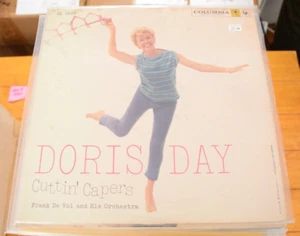 COLUMBIA
DORIS DAY
Cuttin' Capers
Frank De Vol and His Orchestra